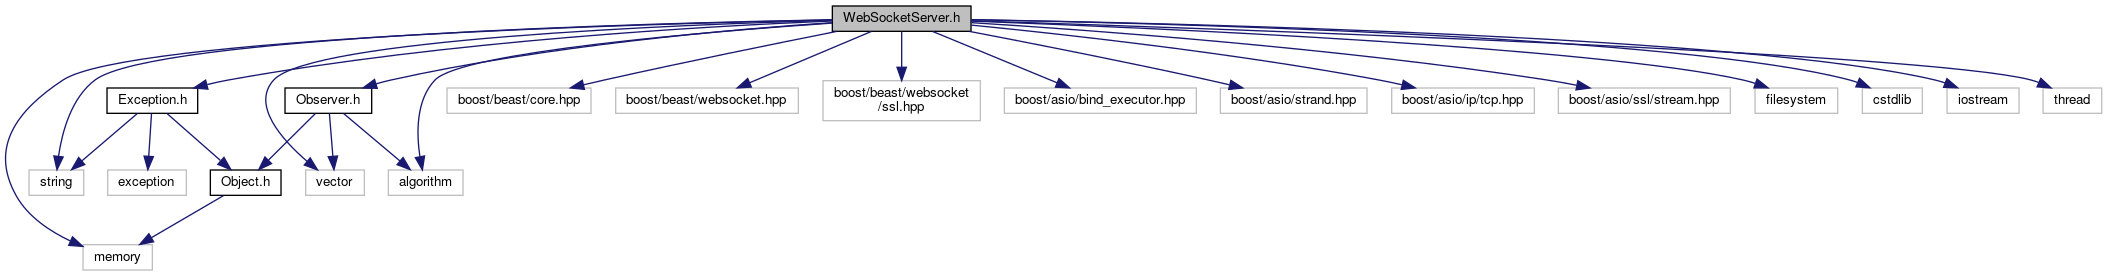 WebSocketServer.h
Exception.h
Observer.h
boost/beast/core.hpp
boost/beast/websocket.hpp
boost/beast/websocket
/ssl.hpp
boost/asio/bind_executor.hpp
boost/asio/strand.hpp
boost/asio/ip/tcp.hpp
boost/asio/ssl/stream.hpp
filesystem
cstdlib
iostream
thread
string
exception
Object.h
vector
algorithm
memory